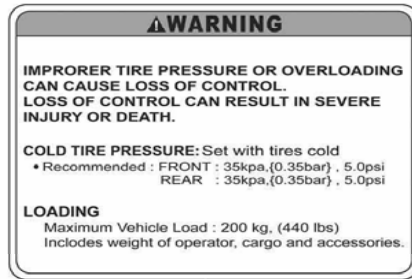 WARNING
IMPRORER TIRE PRESSURE OR OVERLOADING
CAN CAUSE LOSS OF CONTROL.
LOSS OF CONTROL CAN RESULT IN SEVERE
INJURY OR DEATH.
COLD TIRE PRESSURE: Set with tires cold
• Recommended : FRONT : 35kpa,{0.35bar} , 5.0psi
REAR : 35kpa,{0.35bar} , 5.0psi
LOADING
Maximum Vehicle Load : 200 kg, (440 lbs)
Includes weight of operator, cargo and accessories.